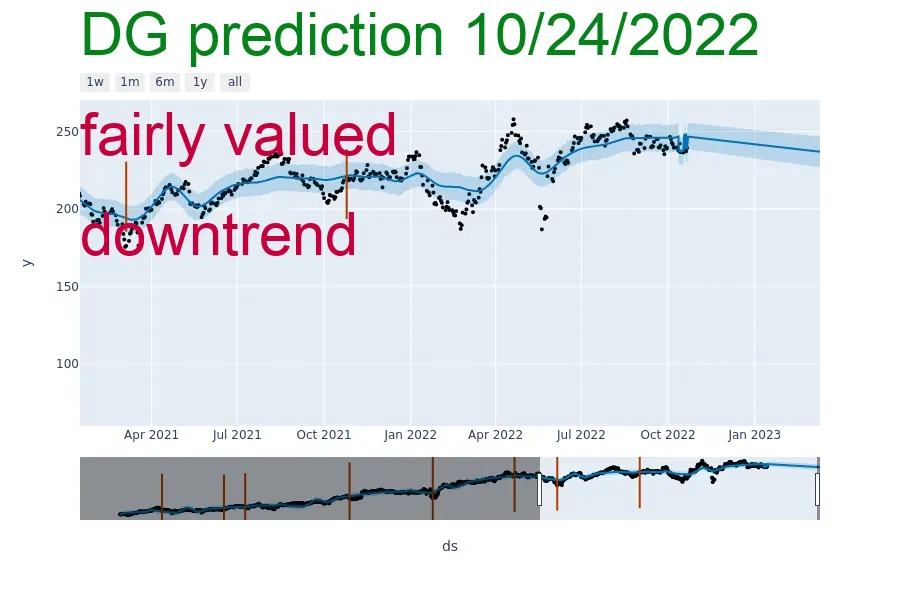 DG prediction 10/24/2022
1w 1m 6m 1y all
fairly valued
downtrend
250
200
150
100
y
Apr 2021 Jul 2021 Oct 2021 Jan 2022 Apr 2022 Jul 2022 Oct 2022 Jan 2023
ds